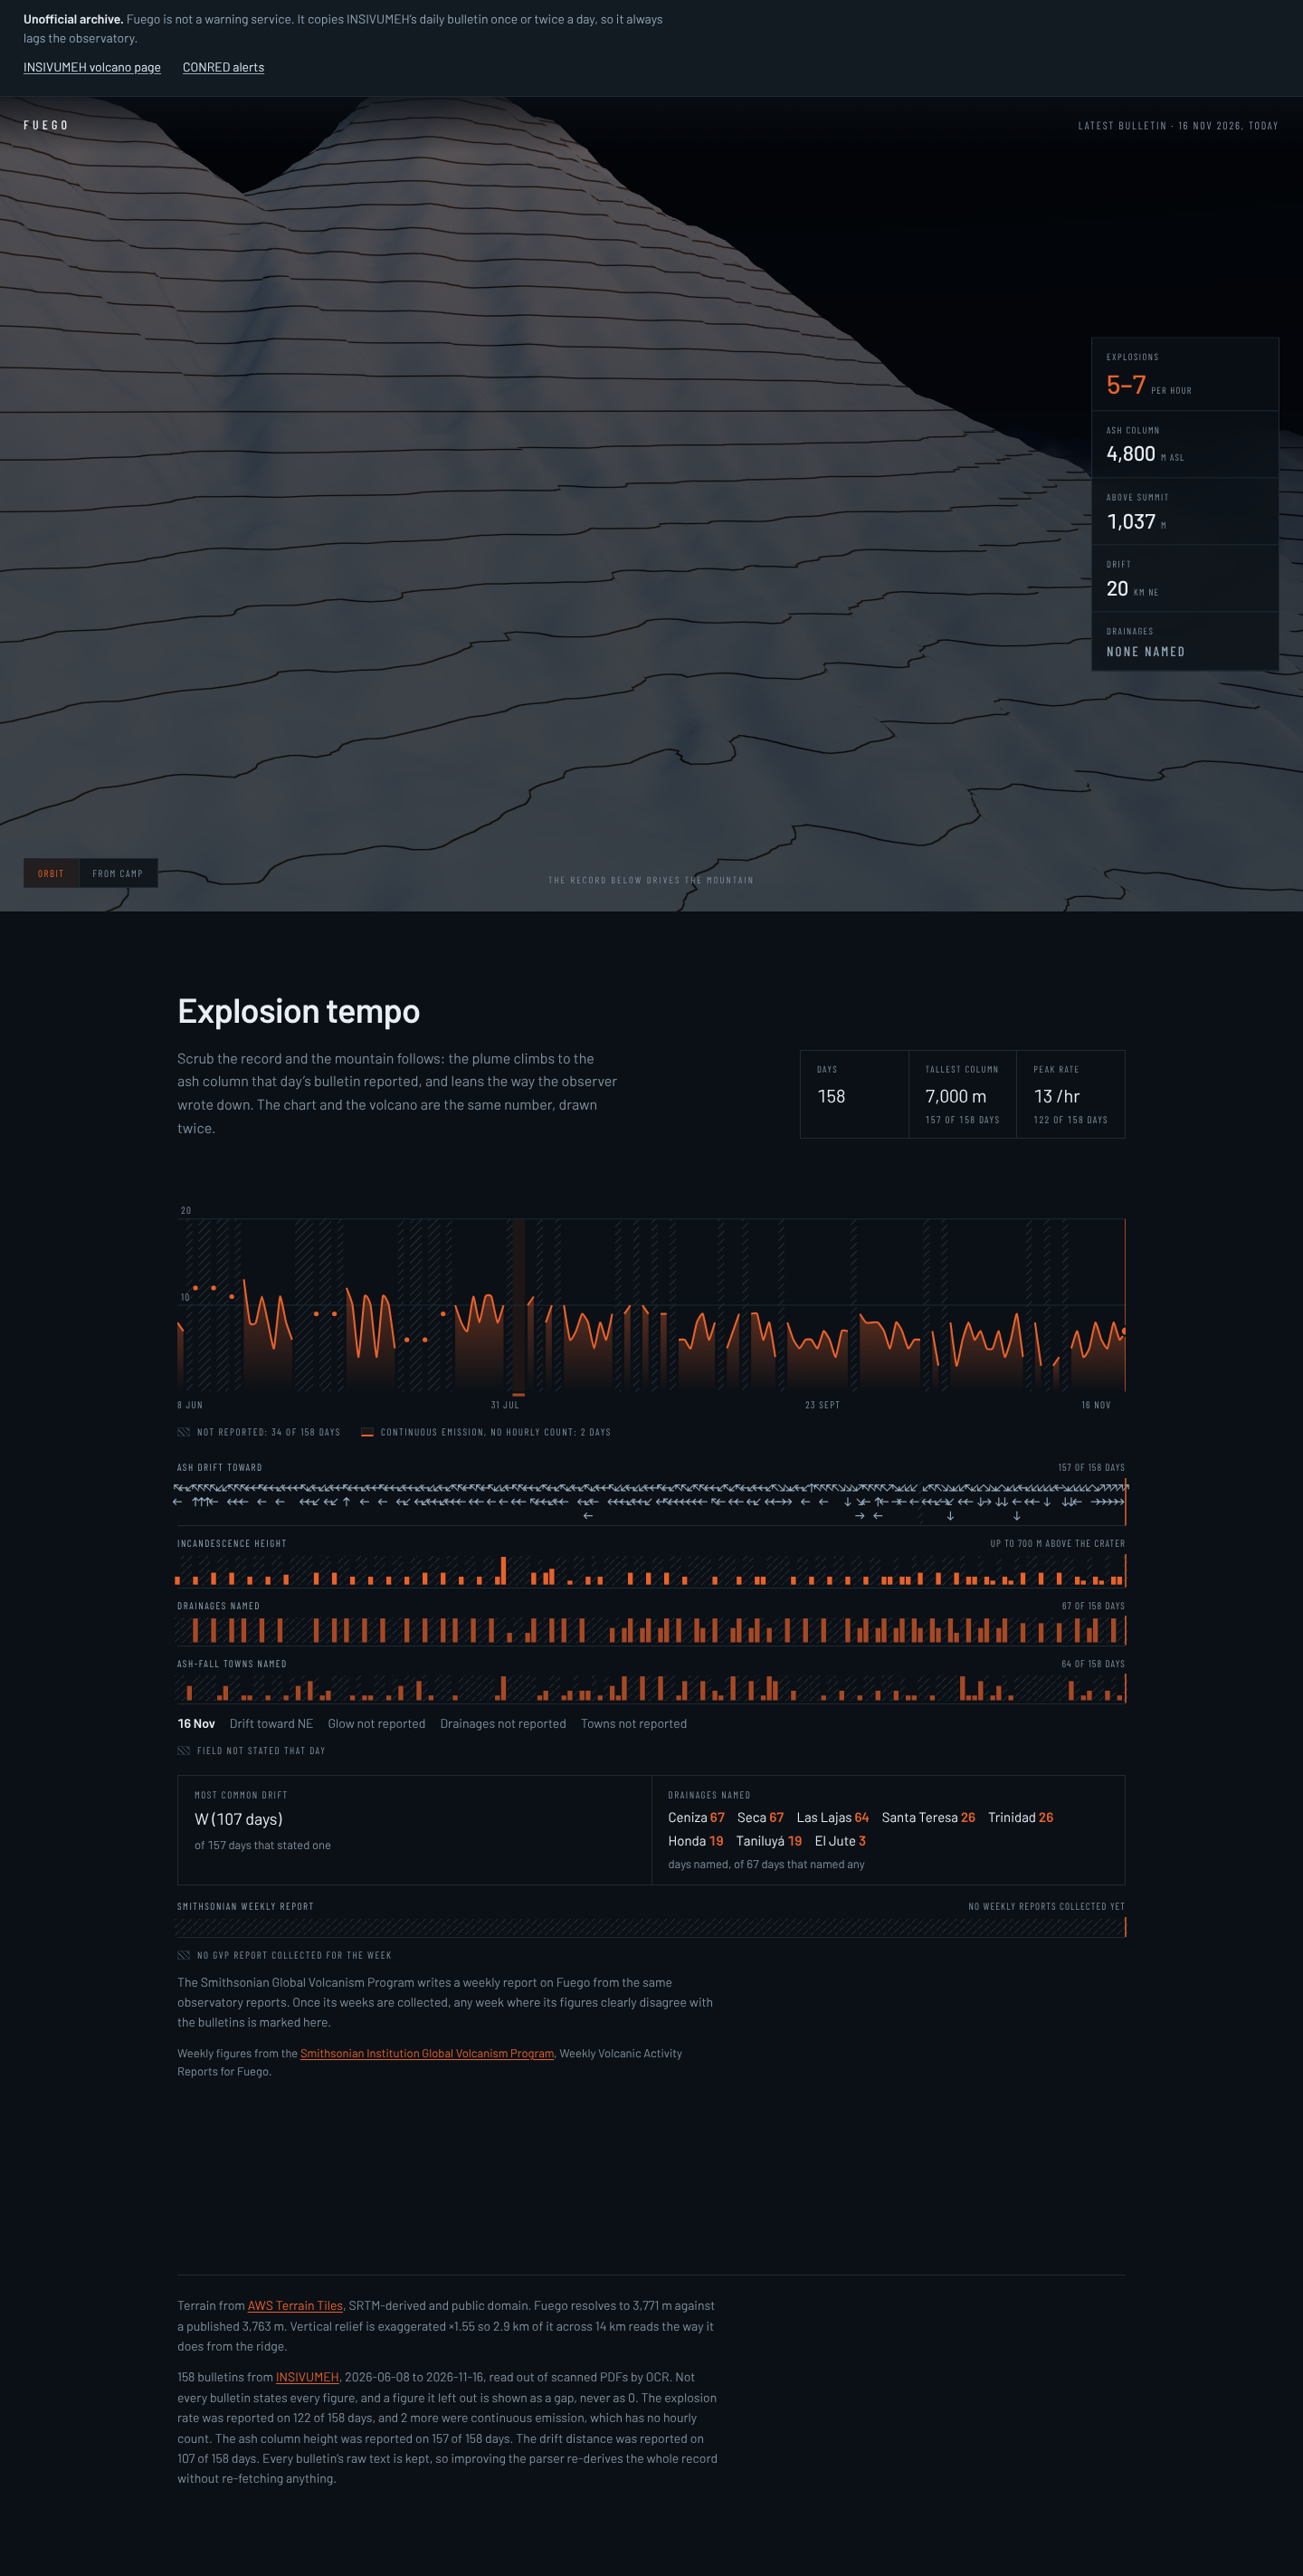 Unofficial archive. Fuego is not a warning service. It copies INSIVUMEH's daily bulletin once or twice a day, so it always
lags the observatory.
INSIVUMEH volcano page CONRED alerts
FUEGO
LATEST BULLETIN · 16 NOV 2026, TODAY
EXPLOSIONS
5–7 PER HOUR
ASH COLUMN
4,800 M ASL
ABOVE SUMMIT
1,037 M
DRIFT
20 KM NE
DRAINAGES
NONE NAMED
ORBIT FROM CAMP
THE RECORD BELOW DRIVES THE MOUNTAIN
Explosion tempo
Scrub the record and the mountain follows: the plume climbs to the
ash column that day's bulletin reported, and leans the way the observer
wrote down. The chart and the volcano are the same number, drawn
twice.
DAYS
158
TALLEST COLUMN
7,000 m
157 OF 158 DAYS
PEAK RATE
13 /hr
122 OF 158 DAYS
20
10
8 JUN 31 JUL 23 SEPT 16 NOV
NOT REPORTED: 34 OF 158 DAYS CONTINUOUS EMISSION, NO HOURLY COUNT: 2 DAYS
ASH DRIFT TOWARD 157 OF 158 DAYS
INCANDESCENCE HEIGHT UP TO 700 M ABOVE THE CRATER
DRAINAGES NAMED 67 OF 158 DAYS
ASH-FALL TOWNS NAMED 64 OF 158 DAYS
16 Nov Drift toward NE Glow not reported Drainages not reported Towns not reported
FIELD NOT STATED THAT DAY
MOST COMMON DRIFT
W (107 days)
of 157 days that stated one
DRAINAGES NAMED
Ceniza 67 Seca 67 Las Lajas 64 Santa Teresa 26 Trinidad 26
Honda 19 Taniluyá 19 El Jute 3
days named, of 67 days that named any
SMITHSONIAN WEEKLY REPORT NO WEEKLY REPORTS COLLECTED YET
NO GVP REPORT COLLECTED FOR THE WEEK
The Smithsonian Global Volcanism Program writes a weekly report on Fuego from the same
observatory reports. Once its weeks are collected, any week where its figures clearly disagree with
the bulletins is marked here.
Weekly figures from the Smithsonian Institution Global Volcanism Program, Weekly Volcanic Activity
Reports for Fuego.
Terrain from AWS Terrain Tiles, SRTM-derived and public domain. Fuego resolves to 3,771 m against
a published 3,763 m. Vertical relief is exaggerated ×1.55 so 2.9 km of it across 14 km reads the way it
does from the ridge.
158 bulletins from INSIVUMEH, 2026-06-08 to 2026-11-16, read out of scanned PDFs by OCR. Not
every bulletin states every figure, and a figure it left out is shown as a gap, never as 0. The explosion
rate was reported on 122 of 158 days, and 2 more were continuous emission, which has no hourly
count. The ash column height was reported on 157 of 158 days. The drift distance was reported on
107 of 158 days. Every bulletin's raw text is kept, so improving the parser re-derives the whole record
without re-fetching anything.